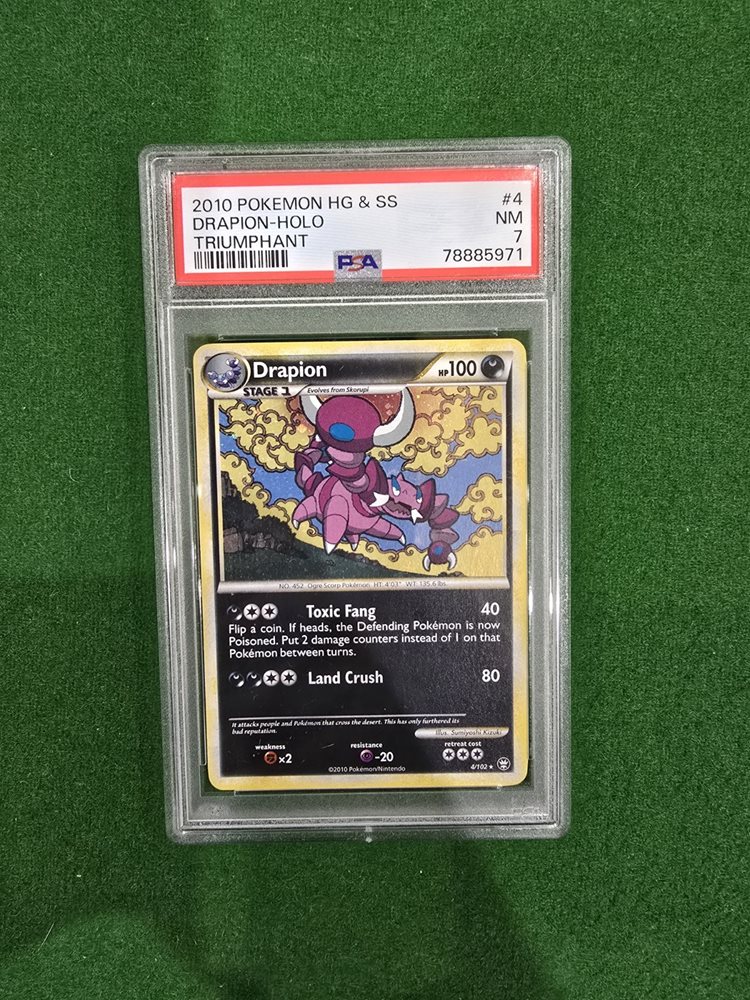 2010 POKEMON HG & SS #4
DRAPION-HOLO NM
TRIUMPHANT 7
PSA 78885971
Drapion HP100
STAGE 1 Evolves from Skorupi
NO. 452 Ogre Scorp Pokémon HT: 4'03" WT: 135.6 lbs.
Toxic Fang 40
Flip a coin. If heads, the Defending Pokémon is now
Poisoned. Put 2 damage counters instead of 1 on that
Pokémon between turns.
Land Crush 80
It attacks people and Pokémon that cross the desert. This has only furthered its
bad reputation.
Illus. Sumiyoshi Kizuki
weakness resistance retreat cost
×2 -20
©2010 Pokémon/Nintendo 4/102 ★